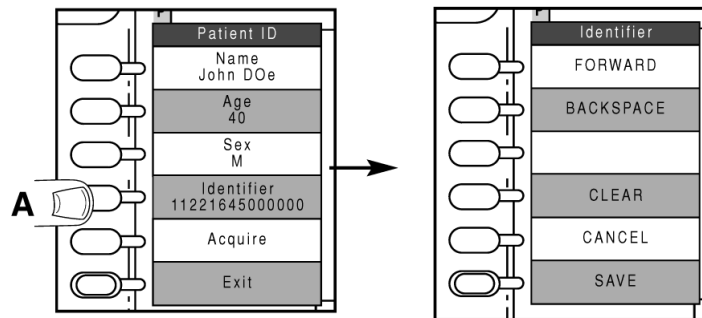 Patient ID
Name
John DOe
Age
40
Sex
M
Identifier
11221645000000
Acquire
Exit
A
Identifier
FORWARD
BACKSPACE
CLEAR
CANCEL
SAVE